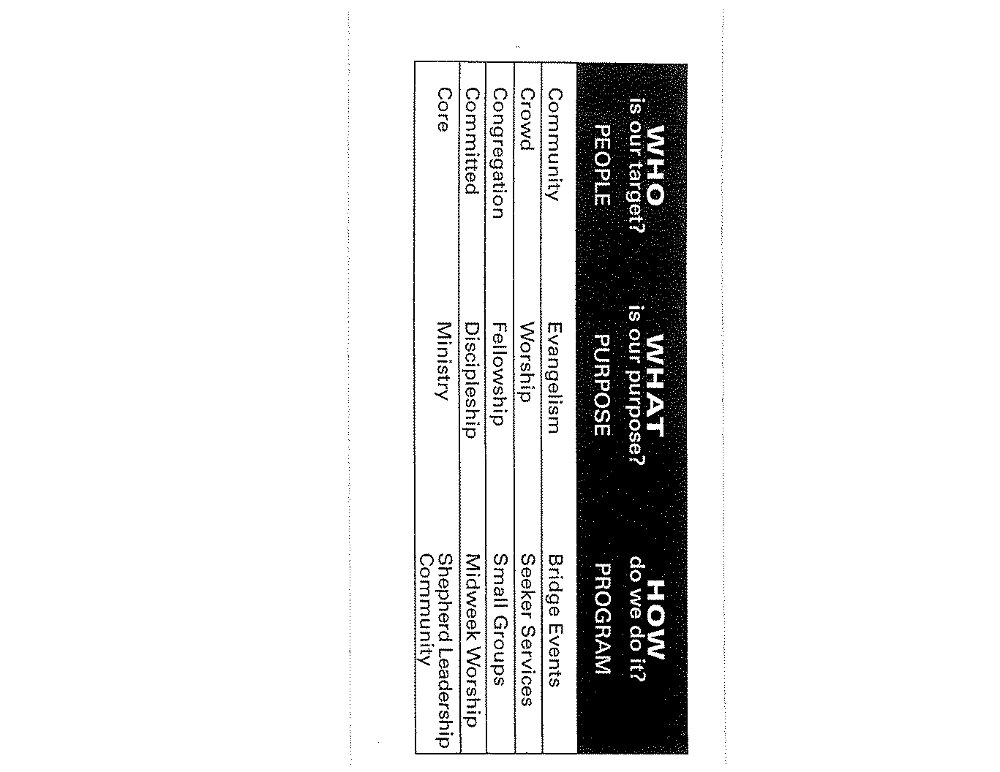 WHO WHAT HOW
is our target? is our purpose? do we do it?
PEOPLE PURPOSE PROGRAM
Community Evangelism Bridge Events
Crowd Worship Seeker Services
Congregation Fellowship Small Groups
Committed Discipleship Midweek Worship
Core Ministry Shepherd Leadership
Community